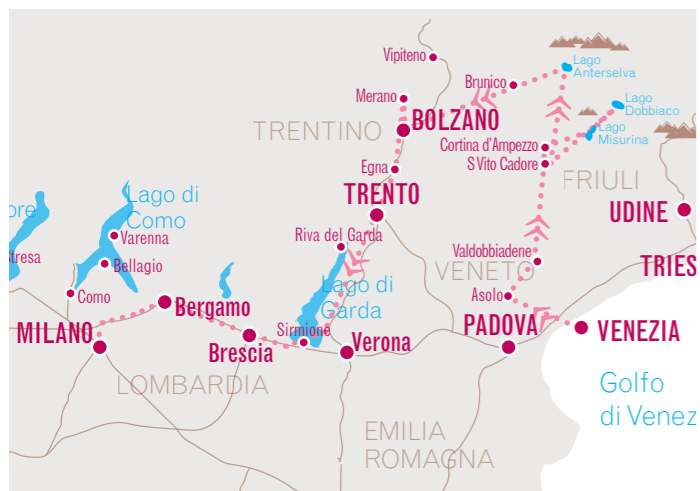 Vipiteno
Lago
Anterselva
Brunico
Merano
Lago
Dobbiaco
BOLZANO
TRENTINO
Lago
Misurina
Cortina d'Ampezzo
S Vito Cadore
Egna
FRIULI
Lago di
Como
TRENTO
ore
UDINE
Varenna
Riva del Garda
Stresa
Bellagio
Valdobbiadene
VENETO
TRIES
Lago di
Garda
Como
Bergamo
Asolo
MILANO
Sirmione
Brescia
Verona
PADOVA
VENEZIA
LOMBARDIA
Golfo
di Venez
EMILIA
ROMAGNA